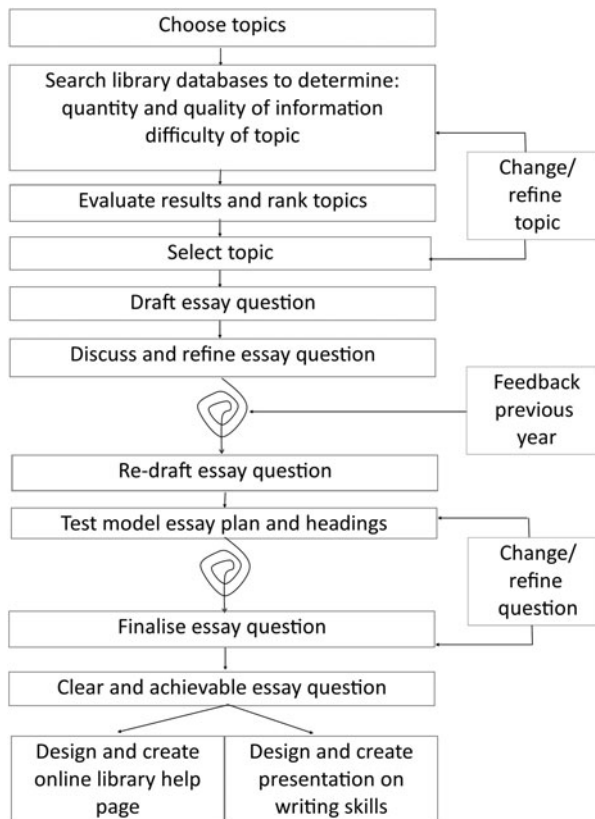 Choose topics
Search library databases to determine:
quantity and quality of information
difficulty of topic
Change/
refine
topic
Evaluate results and rank topics
Select topic
Draft essay question
Discuss and refine essay question
Feedback
previous
year
Re-draft essay question
Test model essay plan and headings
Change/
refine
question
Finalise essay question
Clear and achievable essay question
Design and create
online library help
page
Design and create
presentation on
writing skills